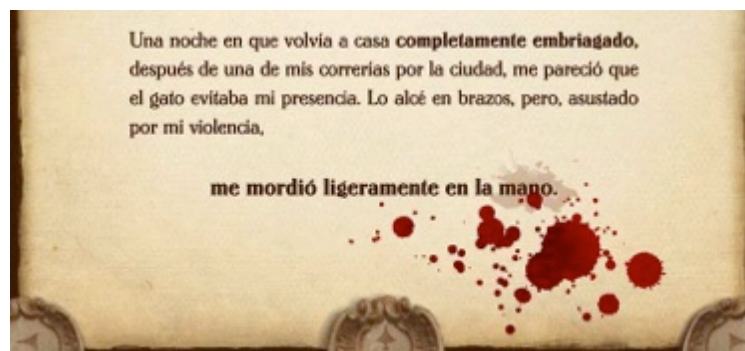 Una noche en que volvía a casa completamente embriagado,
después de una de mis correrías por la ciudad, me pareció que
el gato evitaba mi presencia. Lo alcé en brazos, pero, asustado
por mi violencia,
me mordió ligeramente en la mano.